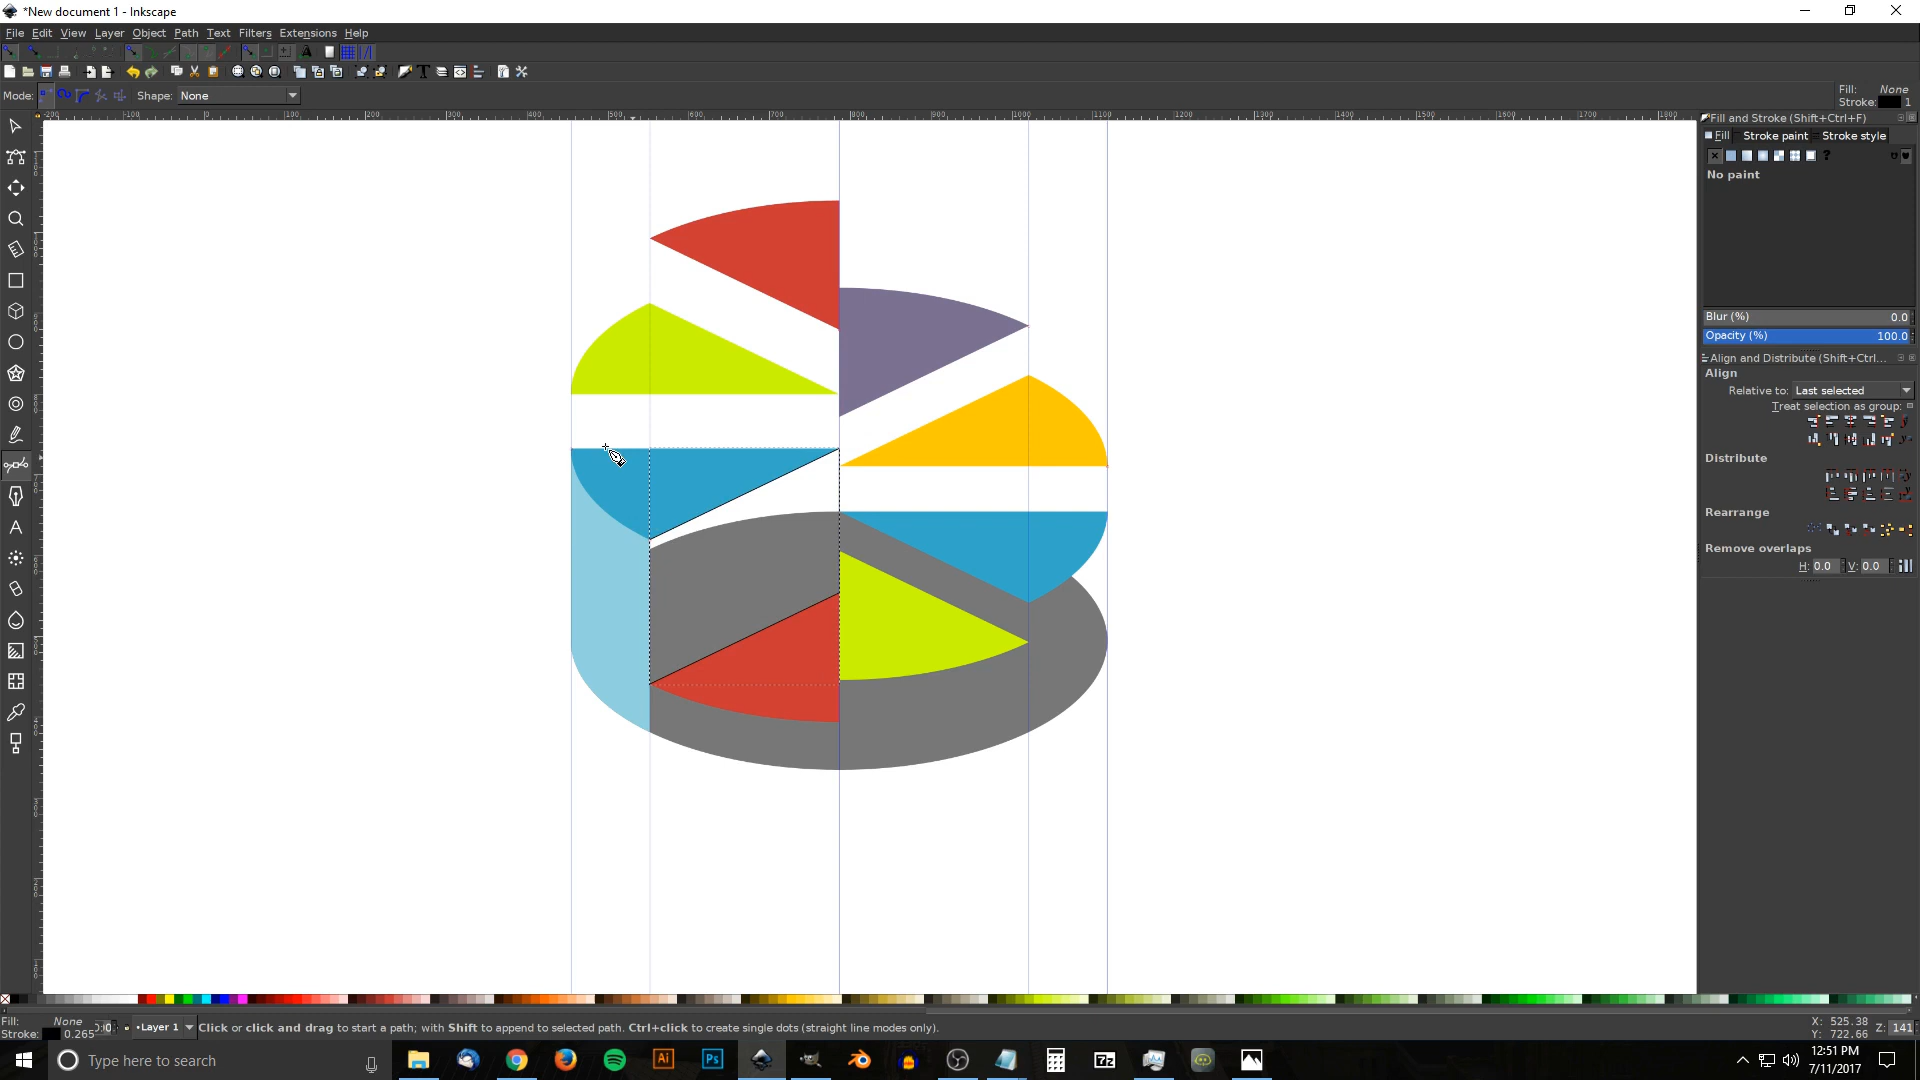 *New document 1 - Inkscape
File Edit View Layer Object Path Text Filters Extensions Help
Mode: Shape: None
Fill: None
Stroke: 1
Fill and Stroke (Shift+Ctrl+F)
Fill Stroke paint Stroke style
No paint
Blur (%) 0.0
Opacity (%) 100.0
Align and Distribute (Shift+Ctrl...
Align
Relative to: Last selected
Treat selection as group:
Distribute
Rearrange
Remove overlaps
H: 0.0 V: 0.0
Fill: None
Stroke: 0.265
Layer 1
Click or click and drag to start a path; with Shift to append to selected path. Ctrl+click to create single dots (straight line modes only).
X: 525.38
Y: 722.66
Z: 141
Type here to search
Ai Ps 7z
12:51 PM
7/11/2017